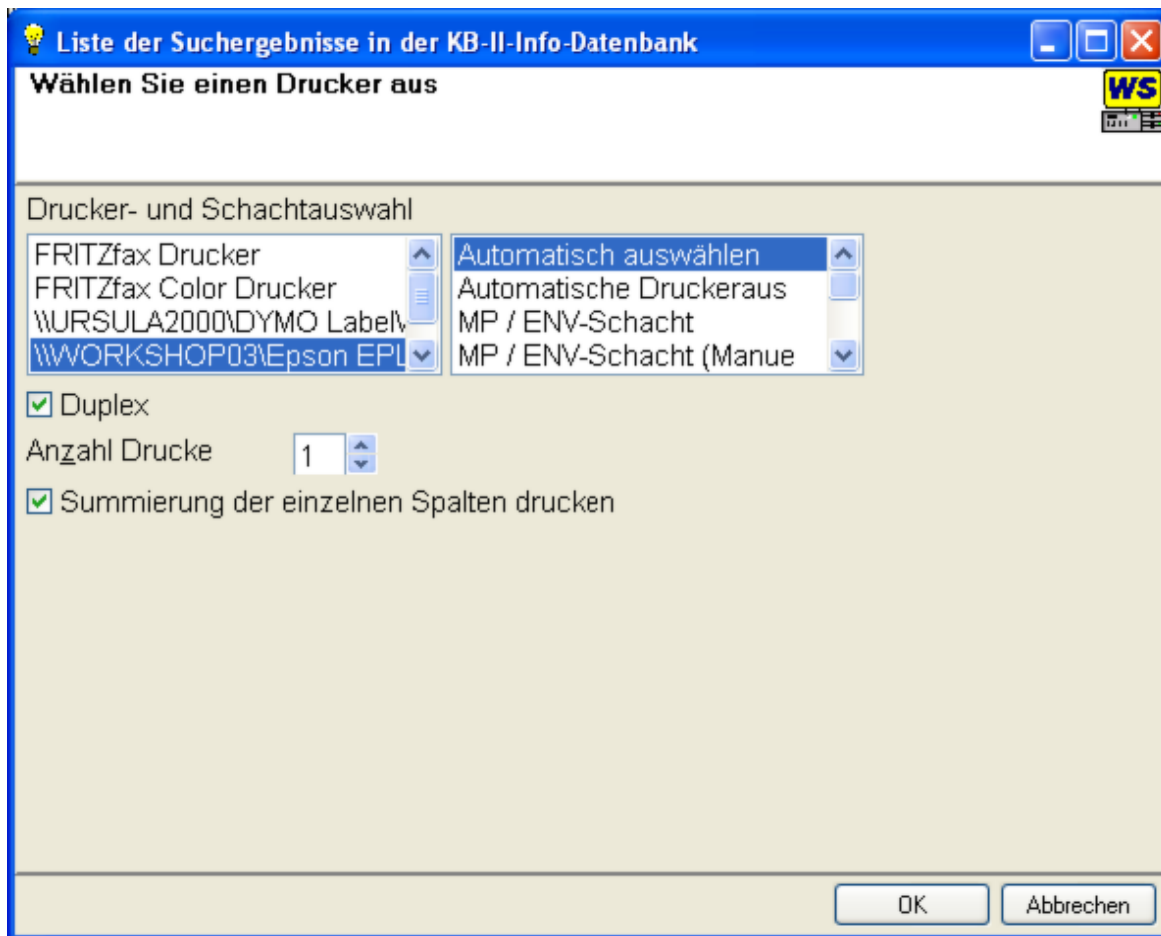 Liste der Suchergebnisse in der KB-II-Info-Datenbank
Wählen Sie einen Drucker aus
WS
Drucker- und Schachtauswahl
FRITZfax Drucker
FRITZfax Color Drucker
\\URSULA2000\DYMO Label
\\WORKSHOP03\Epson EPL
Automatisch auswählen
Automatische Druckeraus
MP / ENV-Schacht
MP / ENV-Schacht (Manue
Duplex
Anzahl Drucke 1
Summierung der einzelnen Spalten drucken
OK Abbrechen